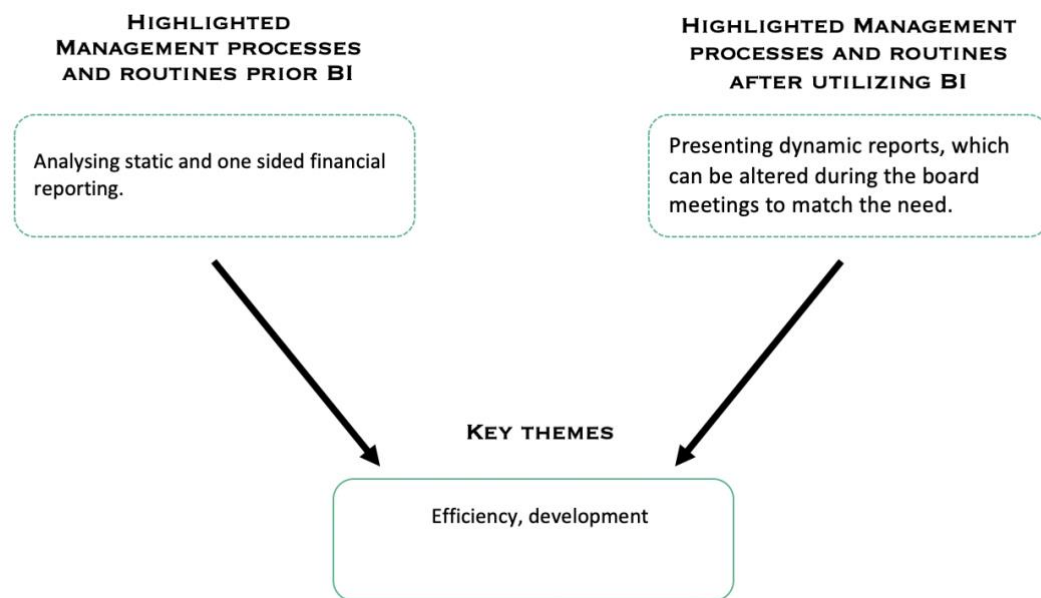 Highlighted
Management processes
and routines prior BI
Analysing static and one sided financial
reporting.
Highlighted Management
processes and routines
after utilizing BI
Presenting dynamic reports, which
can be altered during the board
meetings to match the need.
Key themes
Efficiency, development